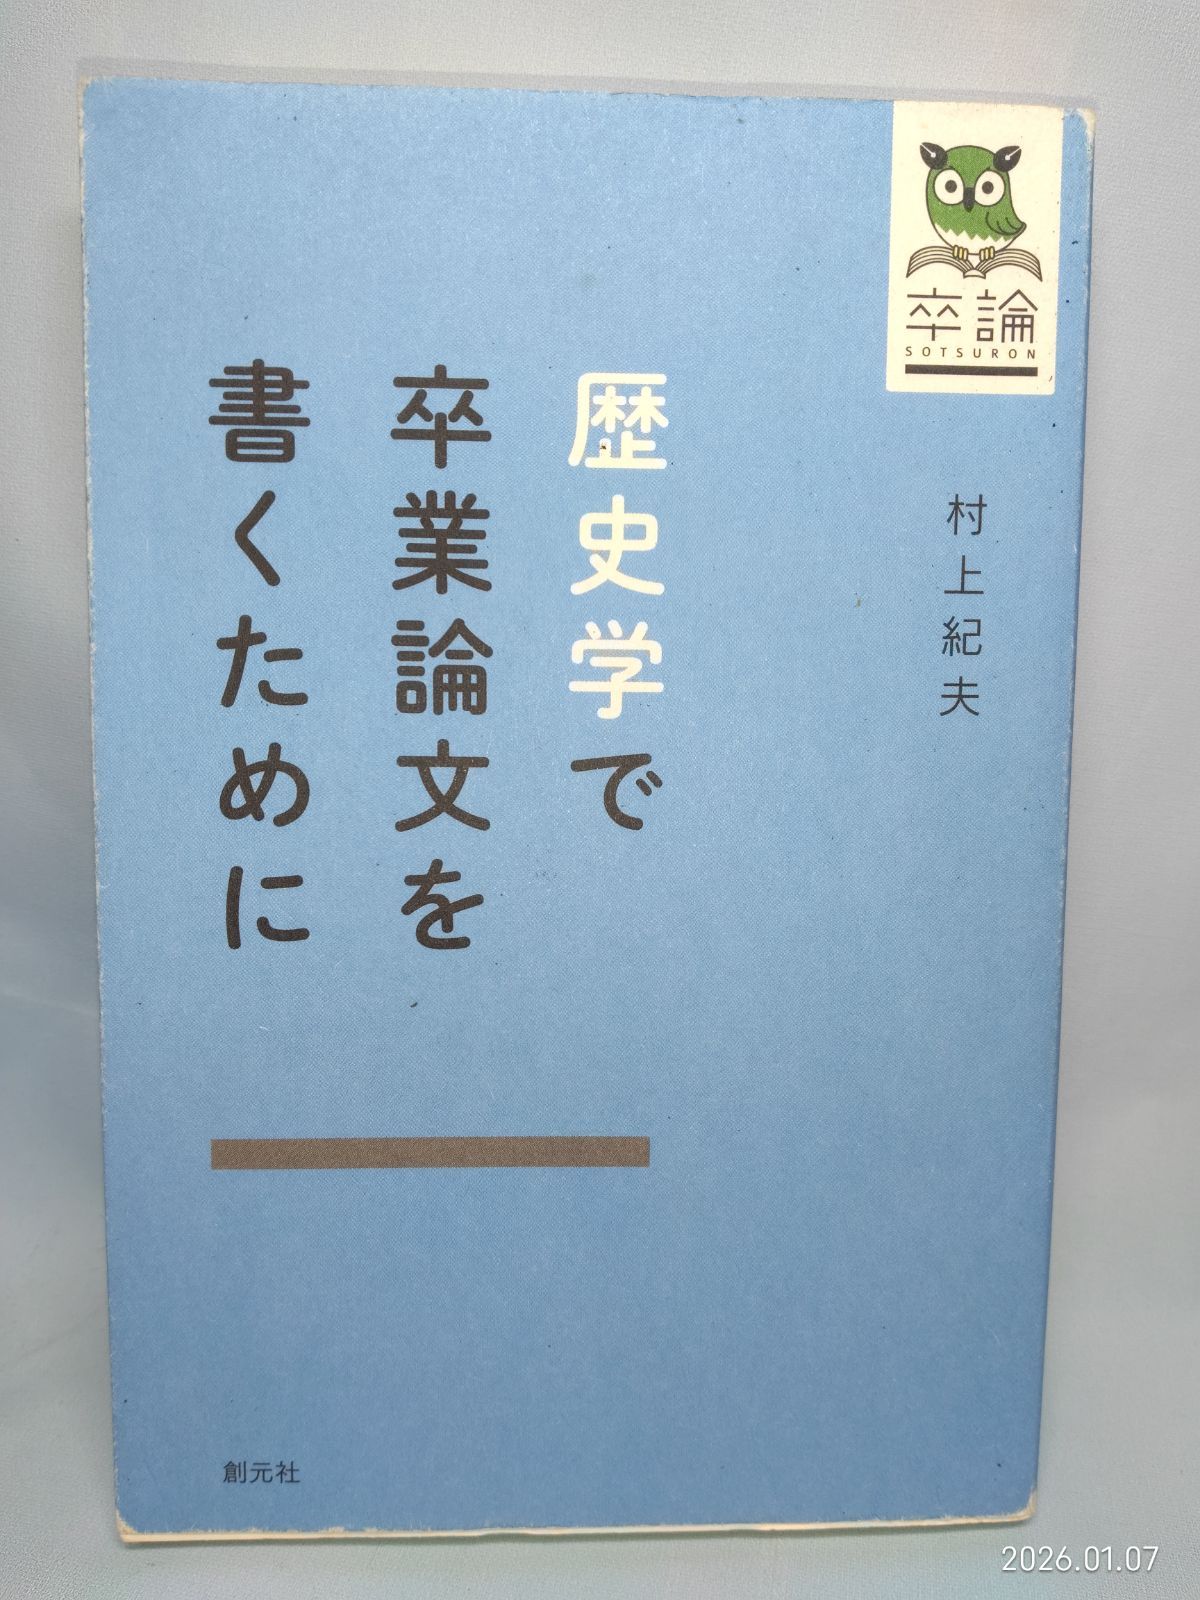 卒論
SOTSURON
村上紀夫
歴史学で
卒業論文を
書くために
創元社
2026.01.07